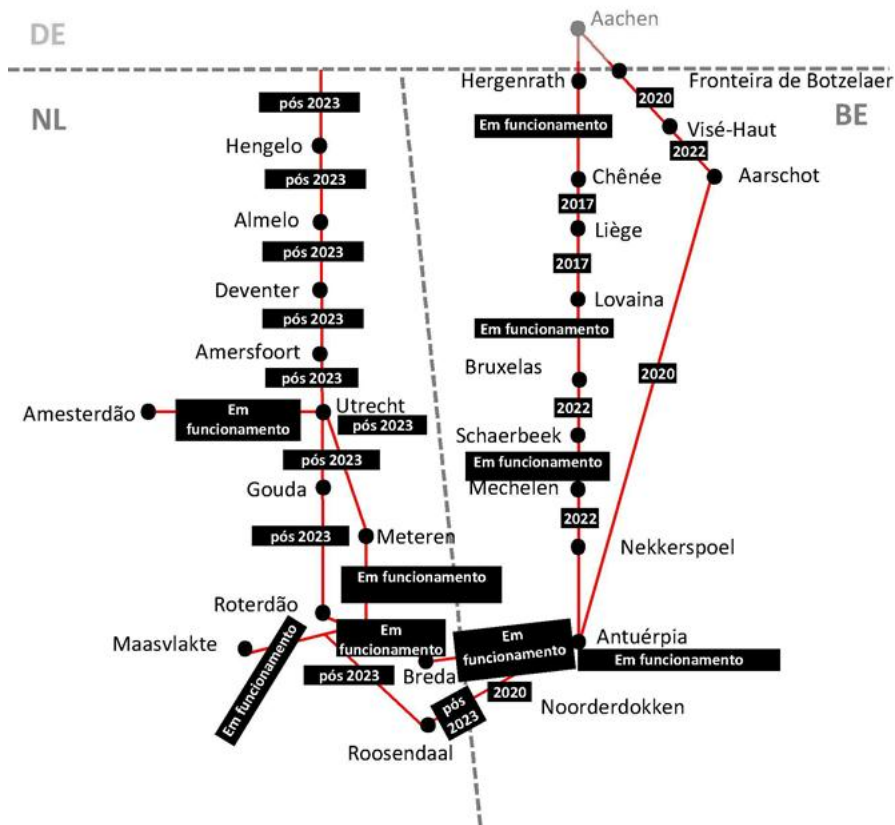 Aachen
DE
Hergenrath
Fronteira de Botzelaer
pós 2023
2020
NL
BE
Em funcionamento
Visé-Haut
Hengelo
2022
pós 2023
Chênée
Aarschot
2017
Almelo
Liège
pós 2023
2017
Deventer
Lovaina
pós 2023
Em funcionamento
Amersfoort
Bruxelas
2020
pós 2023
Amesterdão
Em
funcionamento
Utrecht
2022
pós 2023
Schaerbeek
pós 2023
Em funcionamento
Gouda
Mechelen
2022
pós 2023
Meteren
Nekkerspoel
Em funcionamento
Roterdão
Maasvlakte
Em funcionamento
Em
funcionamento
Em
funcionamento
Antuérpia
Em funcionamento
Breda
pós 2023
2020
Noorderdokken
pós
2023
Roosendaal